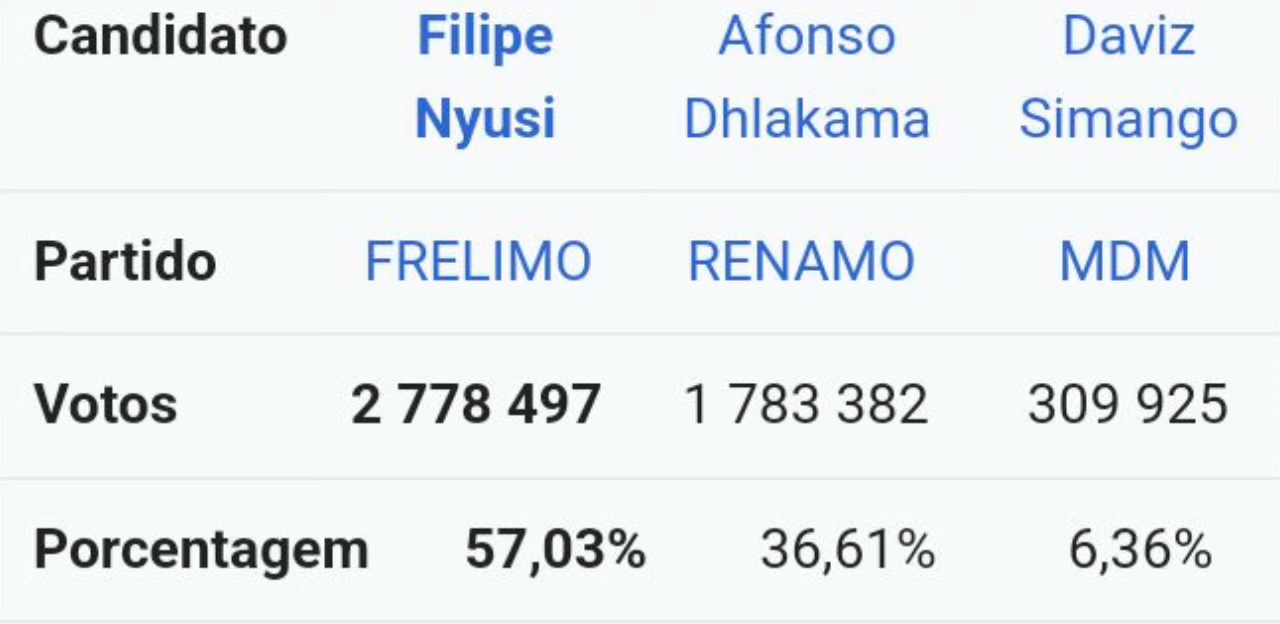 Candidato Filipe Afonso Daviz
Nyusi Dhlakama Simango
Partido FRELIMO RENAMO MDM
Votos 2 778 497 1 783 382 309 925
Porcentagem 57,03% 36,61% 6,36%